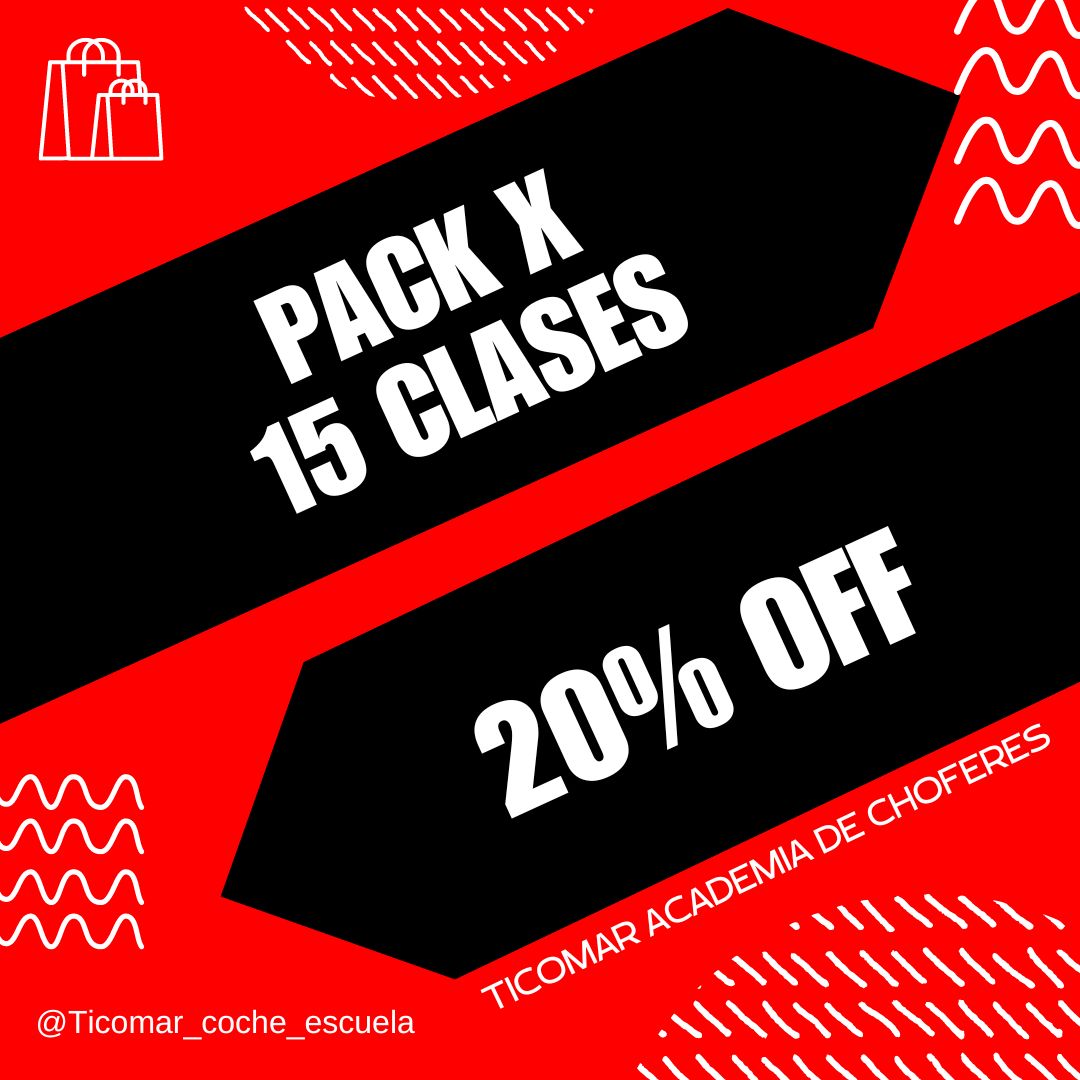 PACK X
15 CLASES
20% OFF
TICOMAR ACADEMIA DE CHOFERES
@Ticomar_coche_escuela